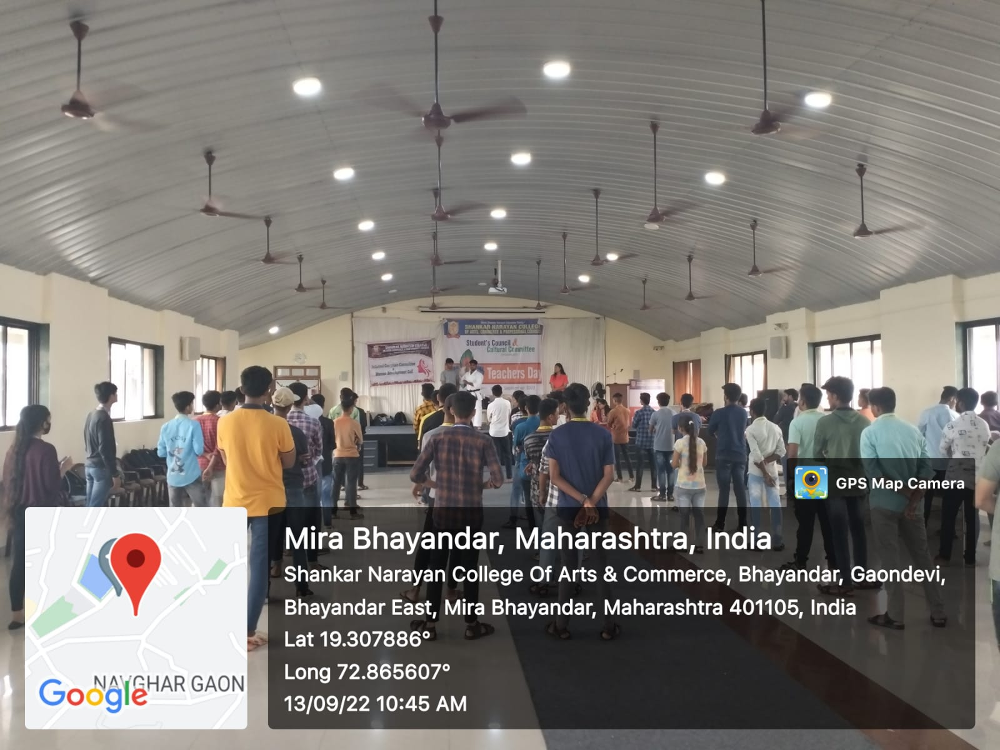 SHANKAR NARAYAN COLLEGE
OF ARTS, COMMERCE & PROFESSIONAL COURSES
Student's Council &
Cultural Committee
Teachers Day
SHANKAR NARAYAN COLLEGE
Internal Complaint Committee
Women Development Cell
GPS Map Camera
Mira Bhayandar, Maharashtra, India
Shankar Narayan College Of Arts & Commerce, Bhayandar, Gaondevi,
Bhayandar East, Mira Bhayandar, Maharashtra 401105, India
Lat 19.307886°
Long 72.865607°
13/09/22 10:45 AM
NAVGHAR GAON
Google